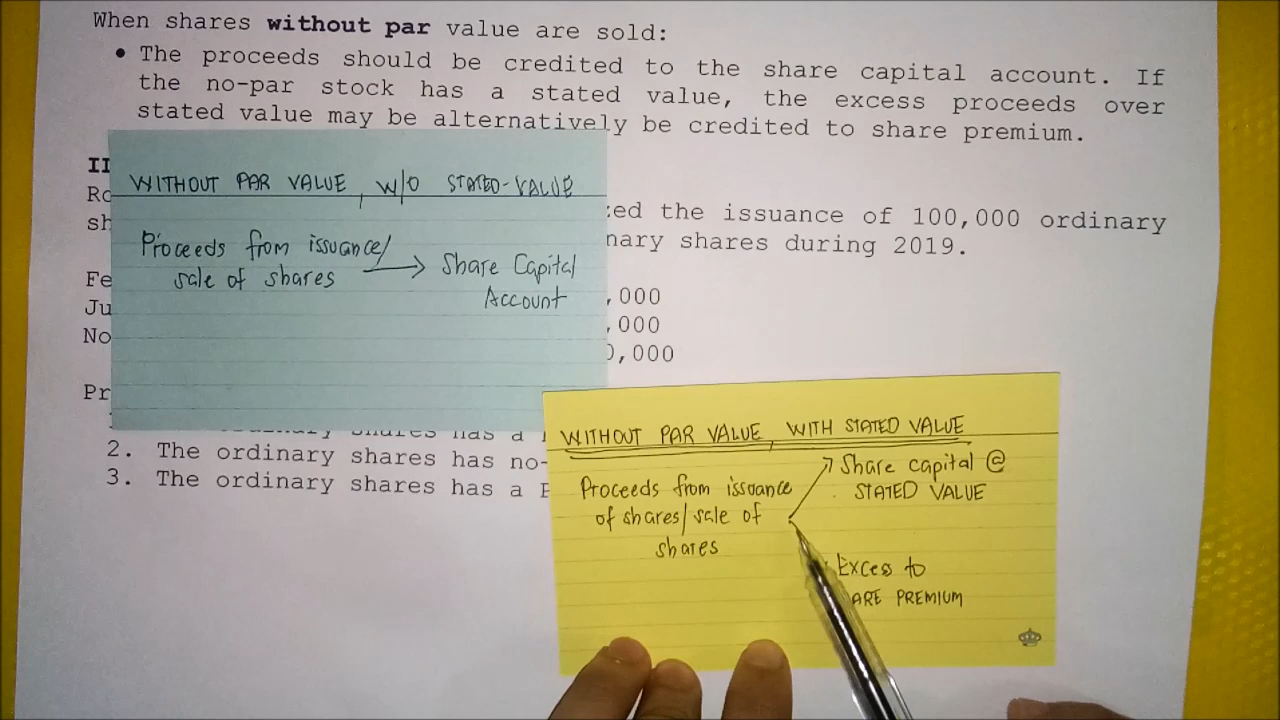 When shares without par value are sold:
• The proceeds should be credited to the share capital account. If
the no-par stock has a stated value, the excess proceeds over
stated value may be alternatively be credited to share premium.
WITHOUT PAR VALUE, W/O STATED-VALUE
Proceeds from issuance/
sale of shares → Share Capital
Account
the issuance of 100,000 ordinary
shares during 2019.
,000
,000
,000
2. The ordinary shares has no-
3. The ordinary shares has a
WITHOUT PAR VALUE, WITH STATED VALUE
Proceeds from issuance
of shares/sale of
shares
Share capital @
STATED VALUE
Excess to
PREMIUM